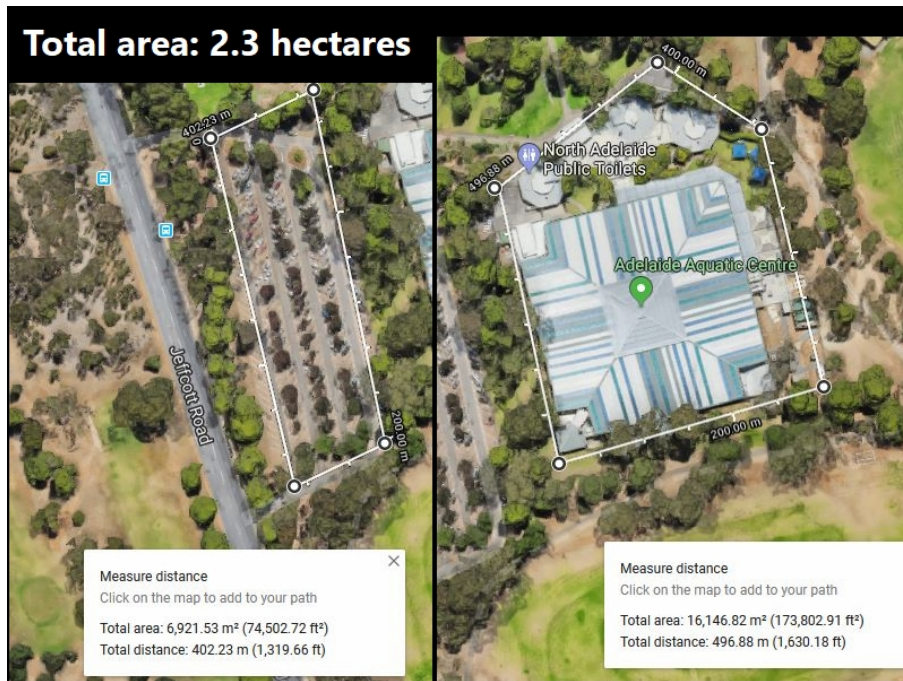 Total area: 2.3 hectares
402.23 m
0
200.00 m
Jeffcott Road
Measure distance
Click on the map to add to your path
Total area: 6,921.53 m² (74,502.72 ft²)
Total distance: 402.23 m (1,319.66 ft)
400.00 m
496.88 m
North Adelaide
Public Toilets
Adelaide Aquatic Centre
200.00 m
Measure distance
Click on the map to add to your path
Total area: 16,146.82 m² (173,802.91 ft²)
Total distance: 496.88 m (1,630.18 ft)